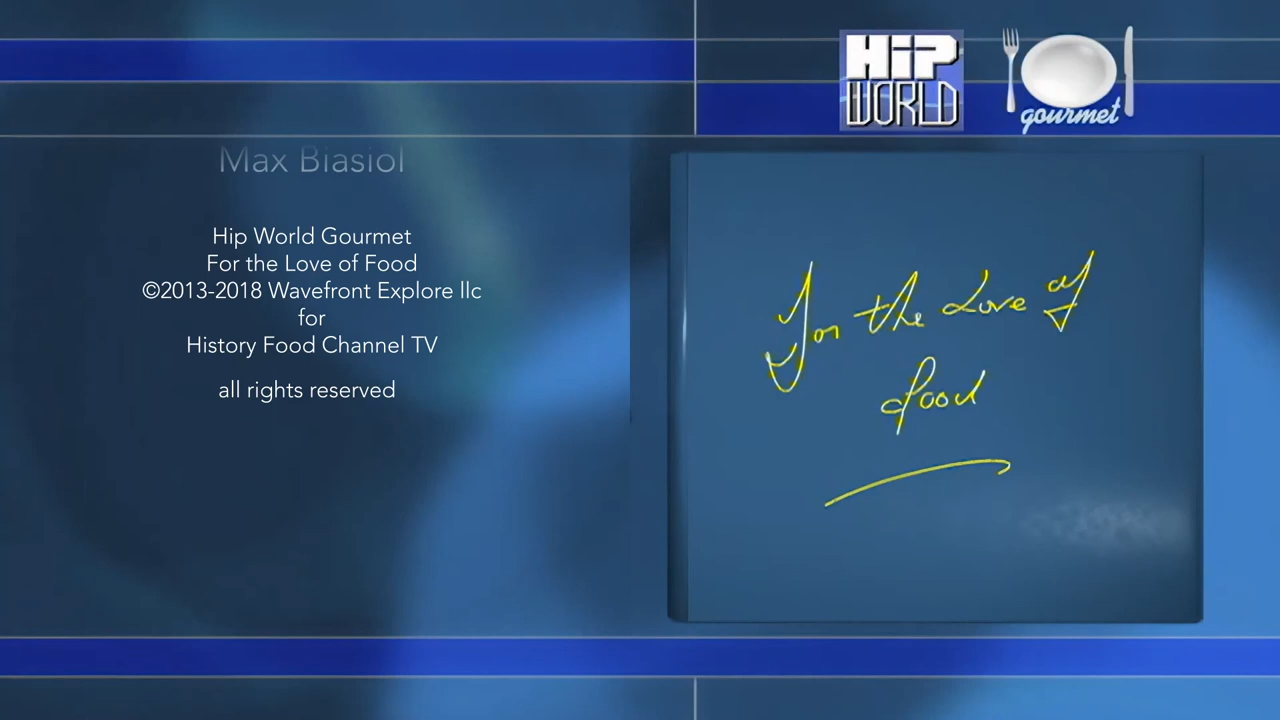 HiP
WORLD
gourmet
Max Biasiol
Hip World Gourmet
For the Love of Food
©2013-2018 Wavefront Explore llc
for
History Food Channel TV
all rights reserved
For the Love of
Food